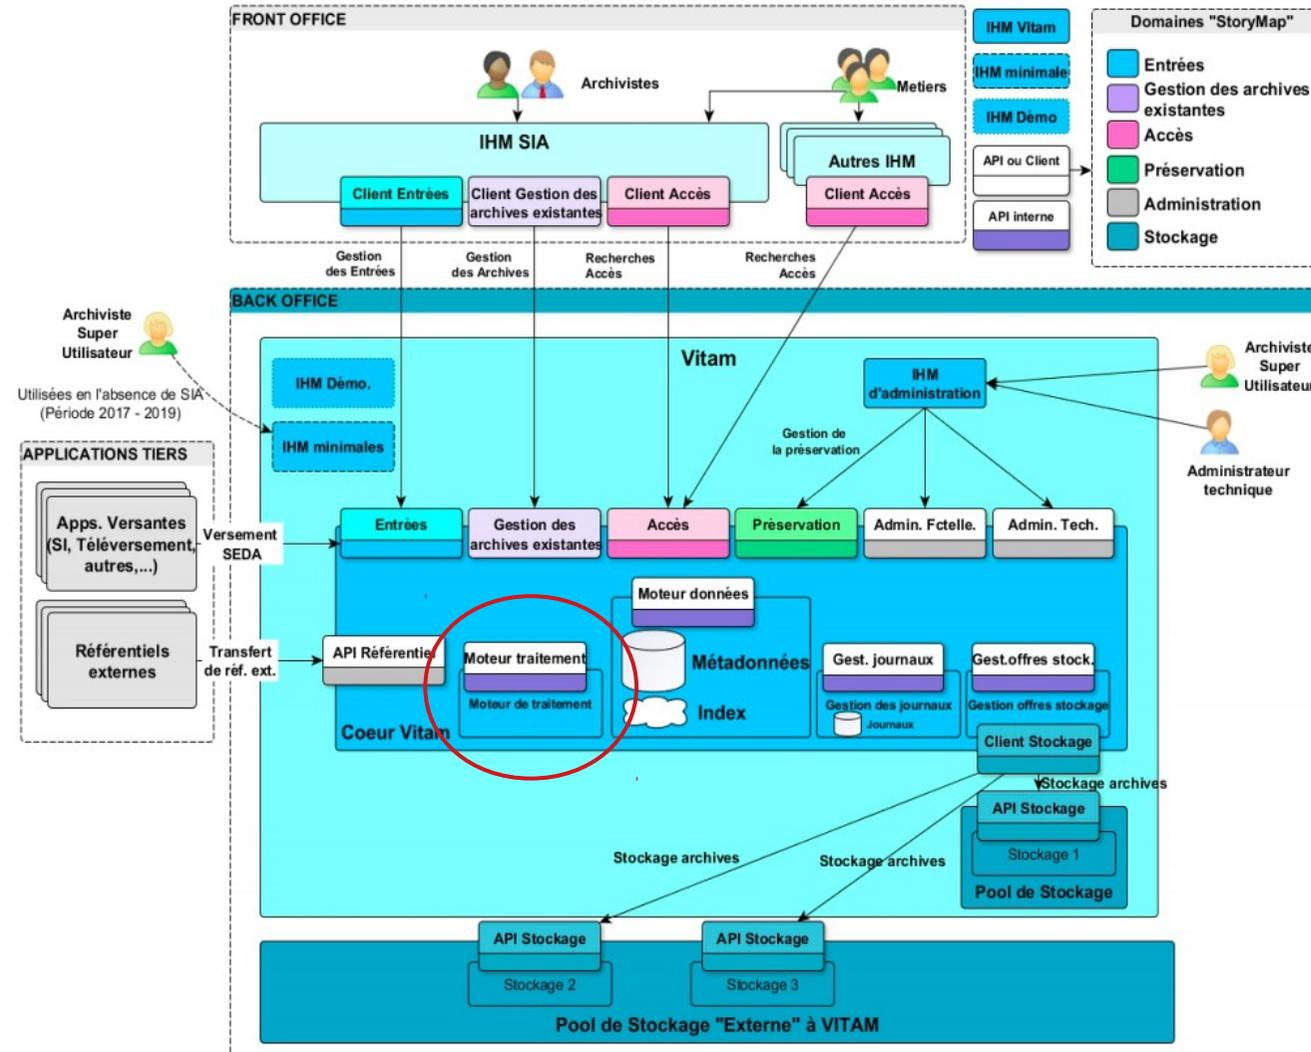 FRONT OFFICE
Archivistes
Metiers
IHM SIA
Autres IHM
Client Entrèes
Client Gestion des
archives existantes
Client Accès
Client Accès
IHM Vitam
IHM minimale
IHM Dèmo
API ou Client
API interne
Domaines "StoryMap"
Entrées
Gestion des archives
existantes
Accès
Préservation
Administration
Stockage
Gestion
des Entrées
Gestion
des Archives
Recherches
Accès
Recherches
Accès
BACK OFFICE
Archiviste
Super
Utilisateur
Utilisées en l'absence de SIA
(Période 2017 - 2019)
Vitam
IHM Démo.
IHM minimales
IHM
d'administration
Archiviste
Super
Utilisateur
Administrateur
technique
Gestion de
la préservation
APPLICATIONS TIERS
Apps. Versantes
(SI, Téléversement,
autres,...)
Versement
SEDA
Référentiels
externes
Transfert
de réf. ext.
Entrèes
Gestion des
archives existantes
Accès
Prèservation
Admin. Fctelle.
Admin. Tech.
API Référentiel
Moteur traitement
Moteur de traitement
Moteur données
Métadonnées
Index
Gest. journaux
Gestion des journaux
Journaux
Gest.offres stock.
Gestion offres stockage
Coeur Vitam
Client Stockage
Stockage archives
API Stockage
Stockage 1
Pool de Stockage
Stockage archives
Stockage archives
API Stockage
Stockage 2
API Stockage
Stockage 3
Pool de Stockage "Externe" à VITAM